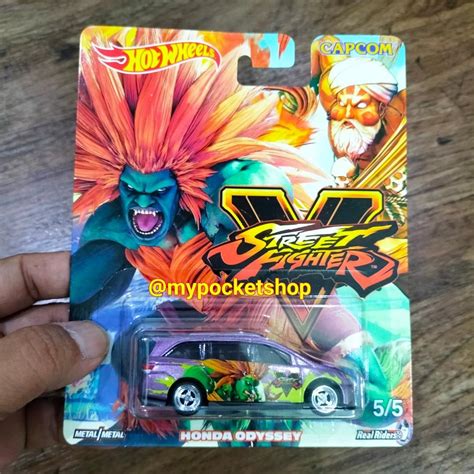 Hot Wheels
CAPCOM
V
STREET
FIGHTER
@mypocketshop
5/5
METAL/METAL
HONDA ODYSSEY
Real Riders